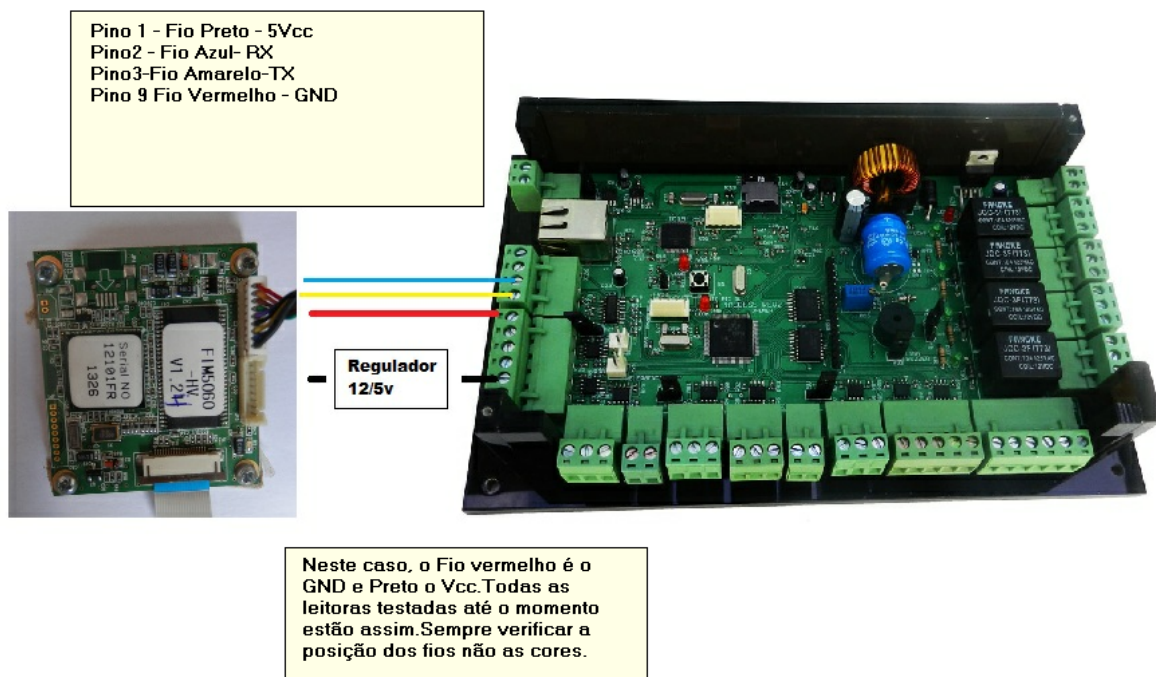 Pino 1 - Fio Preto - 5Vcc
Pino2 - Fio Azul- RX
Pino3-Fio Amarelo-TX
Pino 9 Fio Vermelho - GND
Serial NO
12101FR
1326
FIM5060
-HV
V1.24
Regulador
12/5v
Neste caso, o Fio vermelho é o
GND e Preto o Vcc.Todas as
leitoras testadas até o momento
estão assim.Sempre verificar a
posição dos fios não as cores.